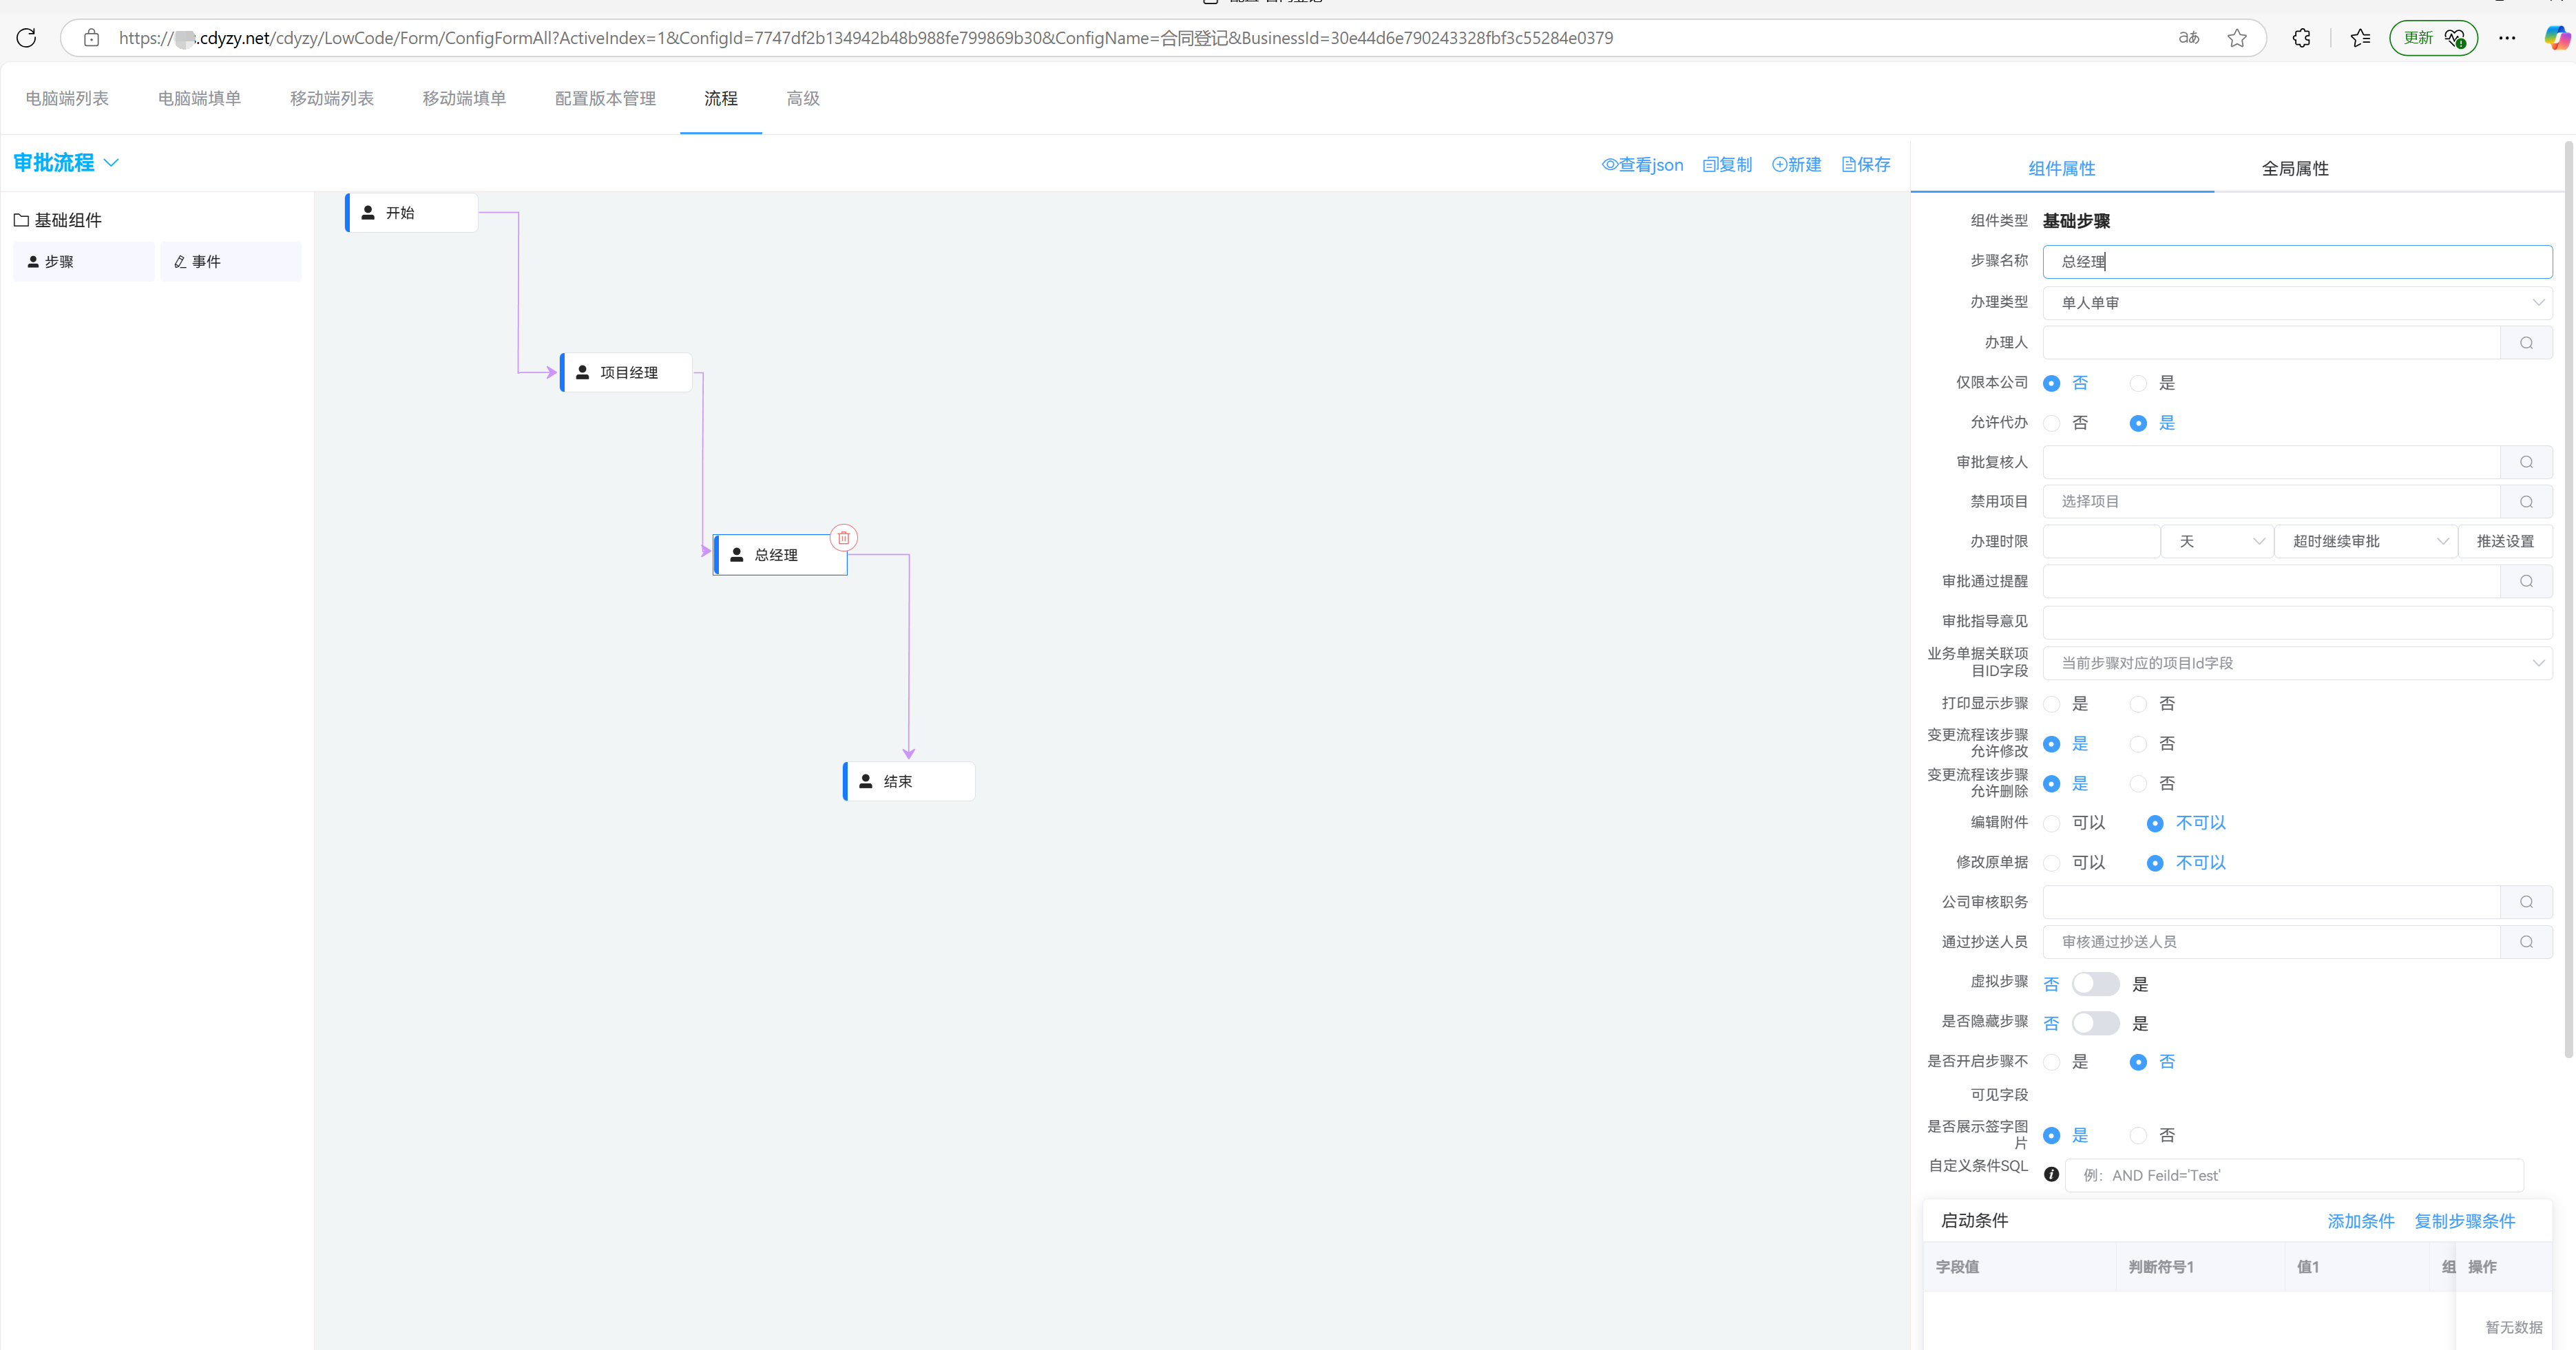 https://.cdyzy.net/cdyzy/LowCode/Form/ConfigFormAll?ActiveIndex=1&ConfigId=7747df2b134942b48b988fe799869b30&ConfigName=合同登记&BusinessId=30e44d6e790243328fbf3c55284e0379
更新
电脑端列表 电脑端填单 移动端列表 移动端填单 配置版本管理 流程 高级
审批流程
查看json 复制 新建 保存
组件属性 全局属性
基础组件
步骤 事件
开始
项目经理
总经理
结束
组件类型 基础步骤
步骤名称 总经理
办理类型 单人单审
办理人
仅限本公司 否 是
允许代办 否 是
审批复核人
禁用项目 选择项目
办理时限 天 超时继续审批 推送设置
审批通过提醒
审批指导意见
业务单据关联项
目ID字段 当前步骤对应的项目Id字段
打印显示步骤 是 否
变更流程该步骤
允许修改 是 否
变更流程该步骤
允许删除 是 否
编辑附件 可以 不可以
修改原单据 可以 不可以
公司审核职务
通过抄送人员 审核通过抄送人员
虚拟步骤 否 是
是否隐藏步骤 否 是
是否开启步骤不 是 否
可见字段
是否展示签字图
片 是 否
自定义条件SQL 例：AND Feild='Test'
启动条件 添加条件 复制步骤条件
字段值 判断符号1 值1 组 操作
暂无数据